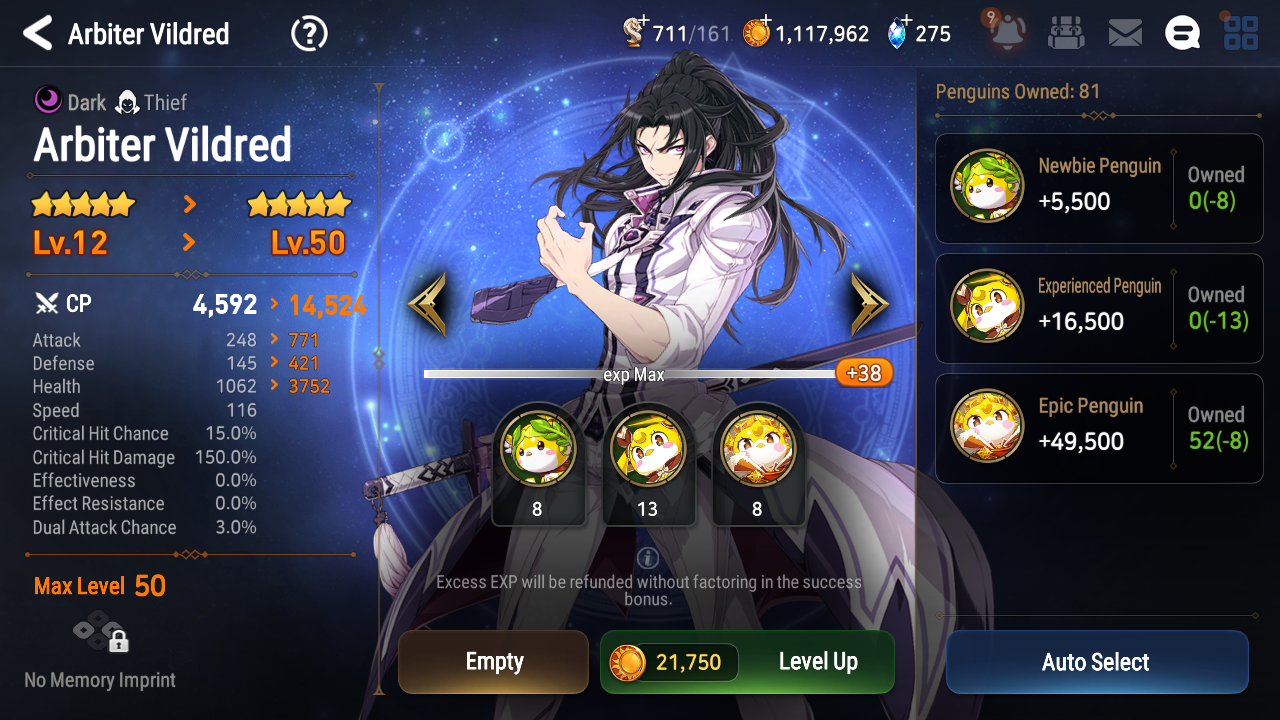 Arbiter Vildred
?
711/161
1,117,962
275
9
Dark Thief
Arbiter Vildred
Lv.12 > Lv.50
CP 4,592 > 14,524
Attack 248 > 771
Defense 145 > 421
Health 1062 > 3752
Speed 116
Critical Hit Chance 15.0%
Critical Hit Damage 150.0%
Effectiveness 0.0%
Effect Resistance 0.0%
Dual Attack Chance 3.0%
Max Level 50
No Memory Imprint
exp Max
+38
8
13
8
Excess EXP will be refunded without factoring in the success
bonus.
Empty
21,750 Level Up
Penguins Owned: 81
Newbie Penguin
+5,500
Owned
0(-8)
Experienced Penguin
+16,500
Owned
0(-13)
Epic Penguin
+49,500
Owned
52(-8)
Auto Select